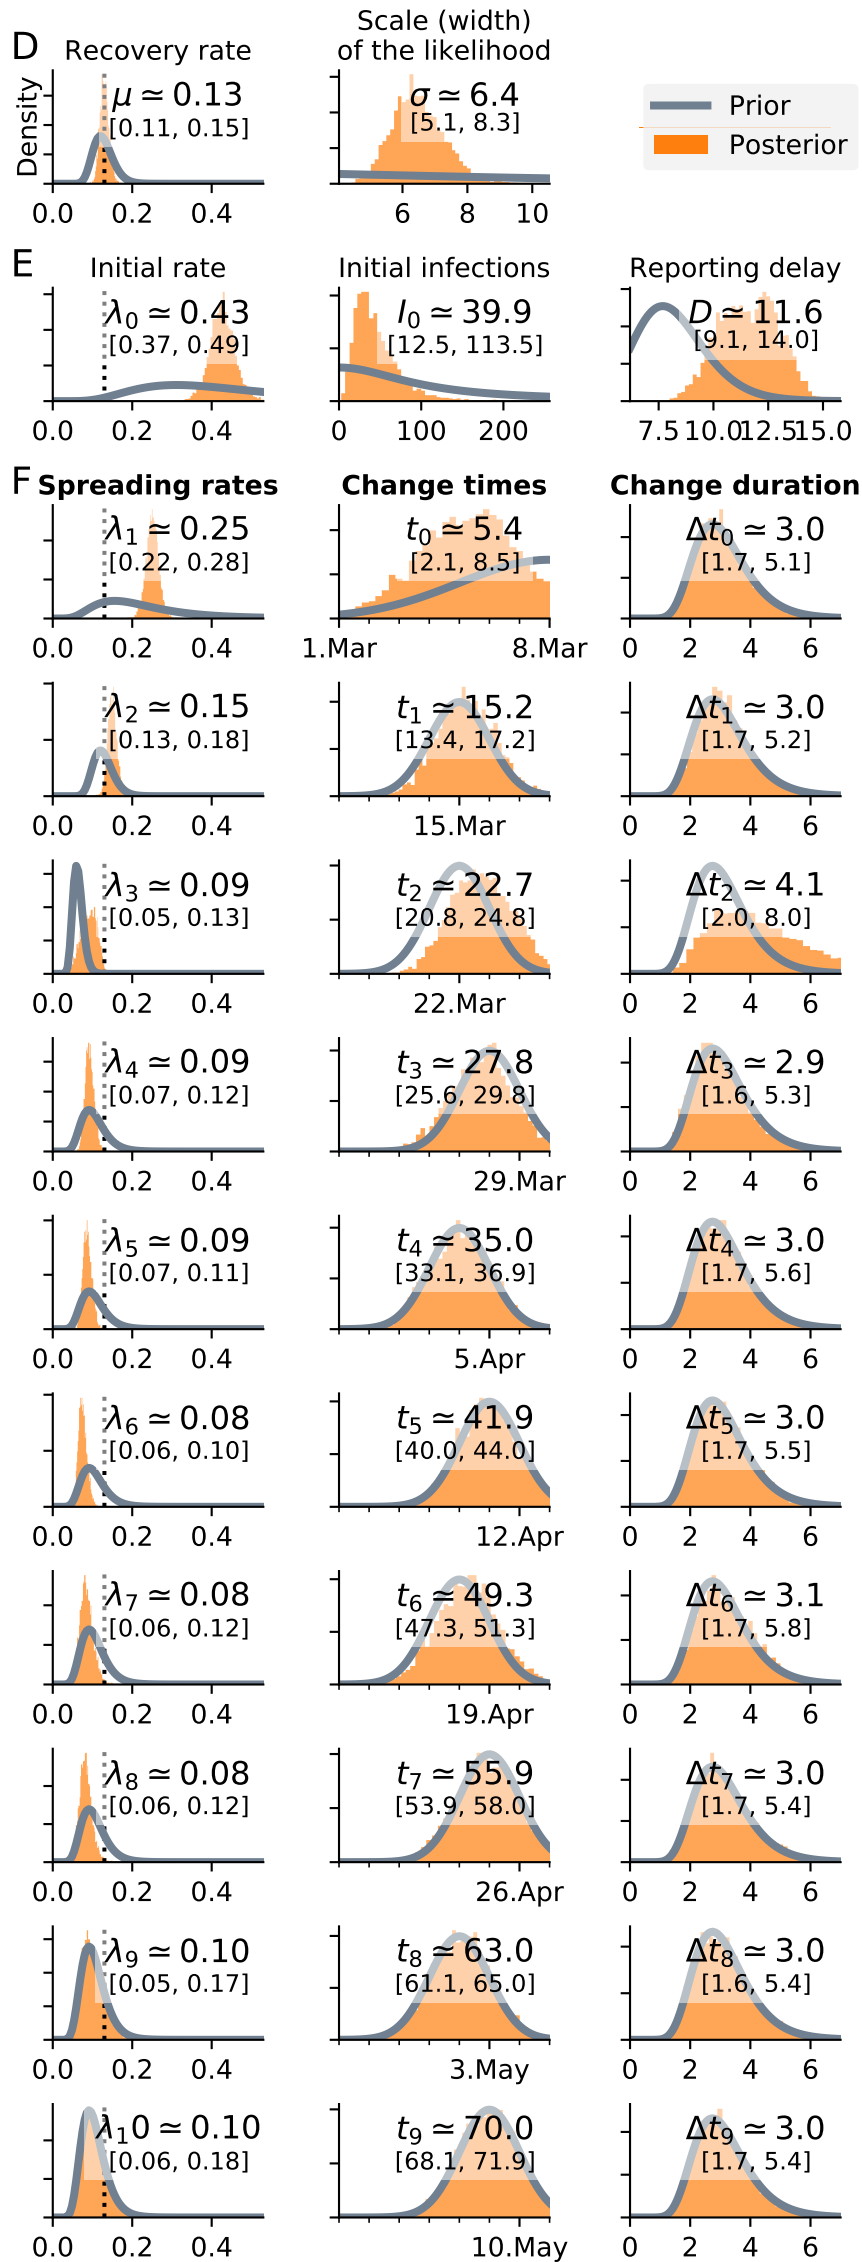 D
Recovery rate
Scale (width)
of the likelihood
Density
μ ≃ 0.13
[0.11, 0.15]
0.0 0.2 0.4
σ ≃ 6.4
[5.1, 8.3]
6 8 10
Prior
Posterior
E
Initial rate
Initial infections
Reporting delay
λ0 ≃ 0.43
[0.37, 0.49]
0.0 0.2 0.4
I0 ≃ 39.9
[12.5, 113.5]
0 100 200
D ≃ 11.6
[9.1, 14.0]
7.5 10.0 12.5 15.0
F
Spreading rates
Change times
Change duration
λ1 ≃ 0.25
[0.22, 0.28]
0.0 0.2 0.4
t0 ≃ 5.4
[2.1, 8.5]
1.Mar 8.Mar
Δt0 ≃ 3.0
[1.7, 5.1]
0 2 4 6
λ2 ≃ 0.15
[0.13, 0.18]
0.0 0.2 0.4
t1 ≃ 15.2
[13.4, 17.2]
15.Mar
Δt1 ≃ 3.0
[1.7, 5.2]
0 2 4 6
λ3 ≃ 0.09
[0.05, 0.13]
0.0 0.2 0.4
t2 ≃ 22.7
[20.8, 24.8]
22.Mar
Δt2 ≃ 4.1
[2.0, 8.0]
0 2 4 6
λ4 ≃ 0.09
[0.07, 0.12]
0.0 0.2 0.4
t3 ≃ 27.8
[25.6, 29.8]
29.Mar
Δt3 ≃ 2.9
[1.6, 5.3]
0 2 4 6
λ5 ≃ 0.09
[0.07, 0.11]
0.0 0.2 0.4
t4 ≃ 35.0
[33.1, 36.9]
5.Apr
Δt4 ≃ 3.0
[1.7, 5.6]
0 2 4 6
λ6 ≃ 0.08
[0.06, 0.10]
0.0 0.2 0.4
t5 ≃ 41.9
[40.0, 44.0]
12.Apr
Δt5 ≃ 3.0
[1.7, 5.5]
0 2 4 6
λ7 ≃ 0.08
[0.06, 0.12]
0.0 0.2 0.4
t6 ≃ 49.3
[47.3, 51.3]
19.Apr
Δt6 ≃ 3.1
[1.7, 5.8]
0 2 4 6
λ8 ≃ 0.08
[0.06, 0.12]
0.0 0.2 0.4
t7 ≃ 55.9
[53.9, 58.0]
26.Apr
Δt7 ≃ 3.0
[1.7, 5.4]
0 2 4 6
λ9 ≃ 0.10
[0.05, 0.17]
0.0 0.2 0.4
t8 ≃ 63.0
[61.1, 65.0]
3.May
Δt8 ≃ 3.0
[1.6, 5.4]
0 2 4 6
λ10 ≃ 0.10
[0.06, 0.18]
0.0 0.2 0.4
t9 ≃ 70.0
[68.1, 71.9]
10.May
Δt9 ≃ 3.0
[1.7, 5.4]
0 2 4 6